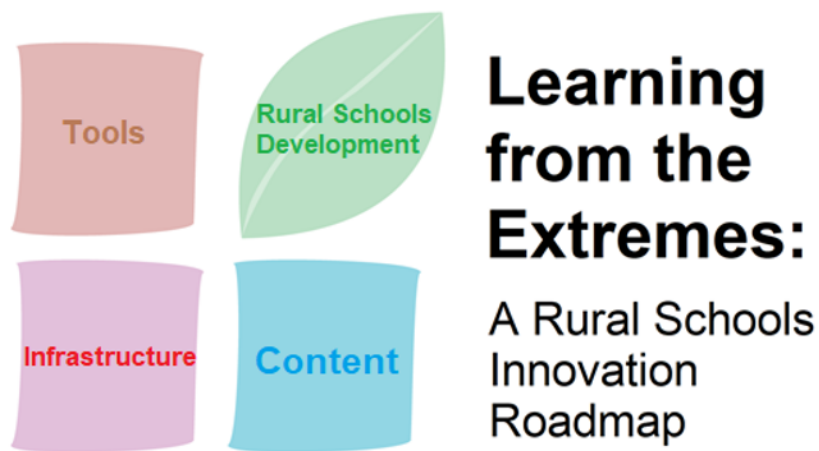 Tools
Rural Schools
Development
Infrastructure
Content
Learning
from the
Extremes:
A Rural Schools
Innovation
Roadmap